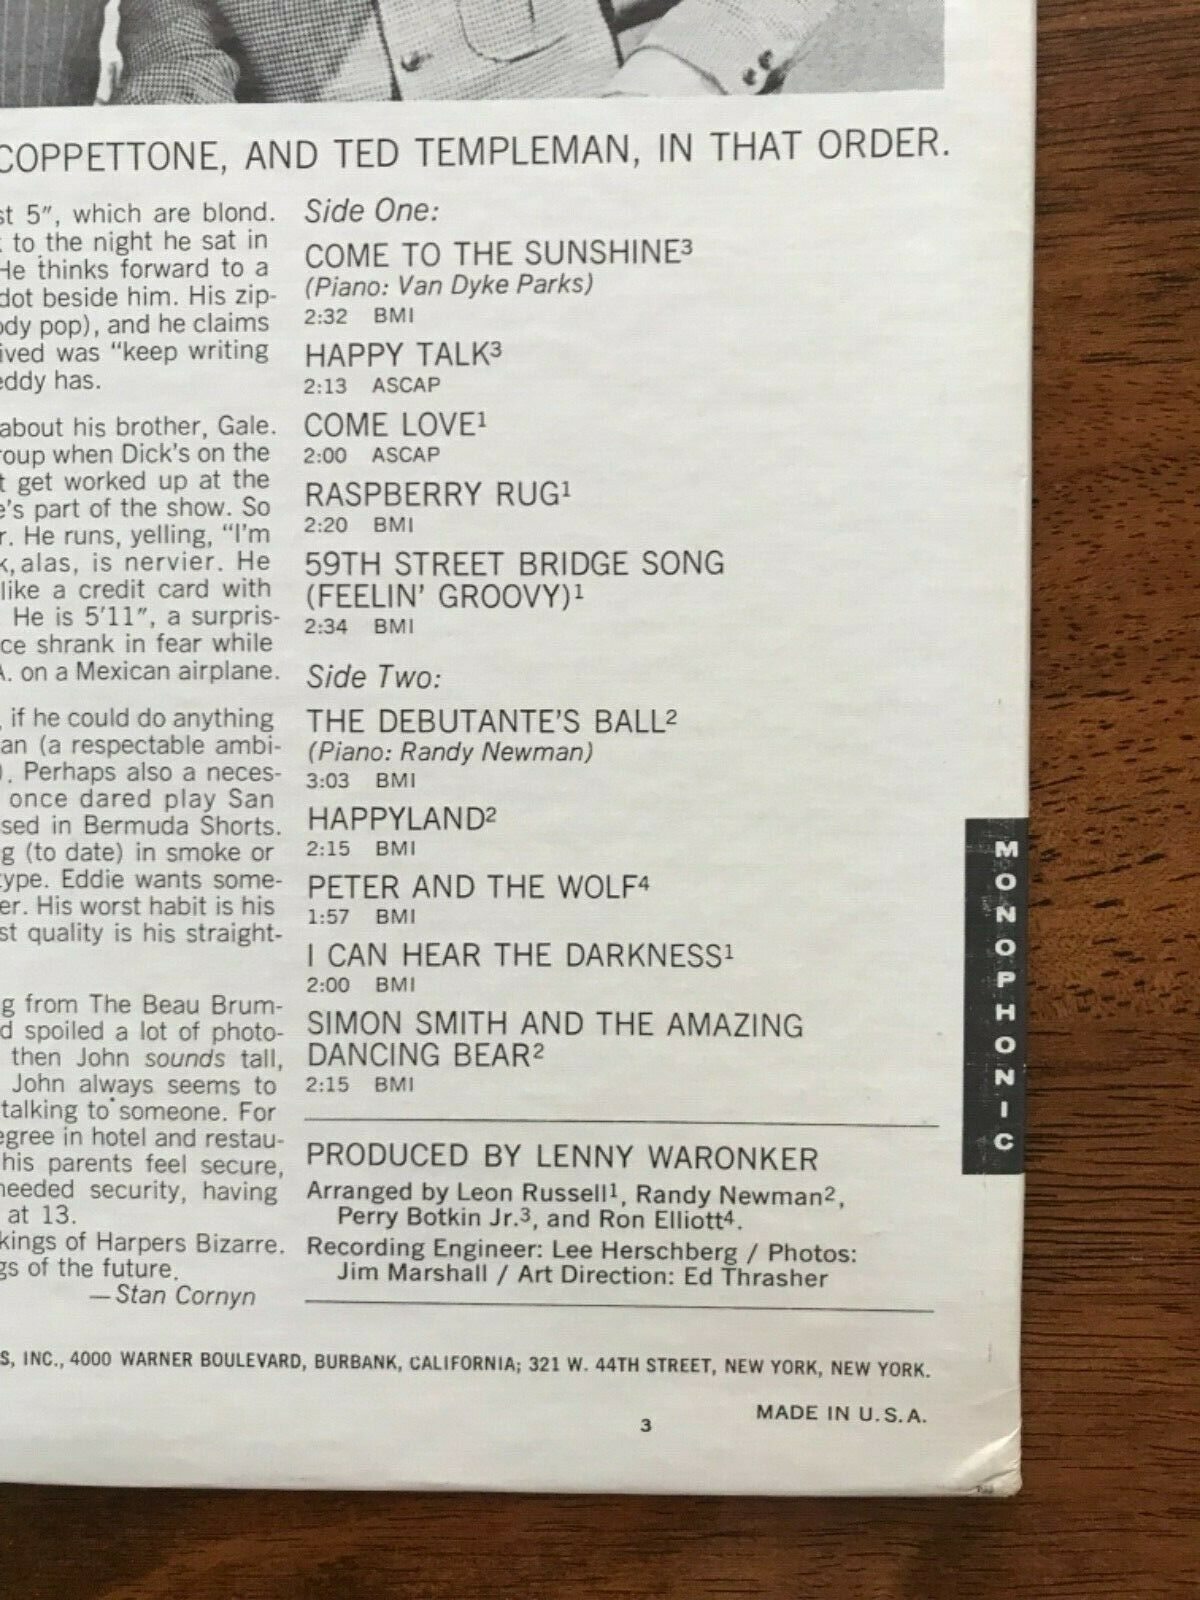 COPPETTONE, AND TED TEMPLEMAN, IN THAT ORDER.
5″, which are blond.
to the night he sat in
He thinks forward to a
dot beside him. His zip-
pop), and he claims
was “keep writing
has.
about his brother, Gale.
when Dick's on the
get worked up at the
part of the show. So
He runs, yelling, “I'm
alas, is nervier. He
like a credit card with
He is 5'11″, a surpris-
shrank in fear while
on a Mexican airplane.
if he could do anything
(a respectable ambi-
Perhaps also a neces-
once dared play San
in Bermuda Shorts.
(to date) in smoke or
Eddie wants some-
His worst habit is his
quality is his straight-
from The Beau Brum-
spoiled a lot of photo-
then John sounds tall,
John always seems to
talking to someone. For
in hotel and restau-
his parents feel secure,
needed security, having
at 13.
of Harpers Bizarre.
of the future.
—Stan Cornyn
Side One:
COME TO THE SUNSHINE³
(Piano: Van Dyke Parks)
2:32 BMI
HAPPY TALK³
2:13 ASCAP
COME LOVE¹
2:00 ASCAP
RASPBERRY RUG¹
2:20 BMI
59TH STREET BRIDGE SONG
(FEELIN' GROOVY)¹
2:34 BMI
Side Two:
THE DEBUTANTE'S BALL²
(Piano: Randy Newman)
3:03 BMI
HAPPYLAND²
2:15 BMI
PETER AND THE WOLF⁴
1:57 BMI
I CAN HEAR THE DARKNESS¹
2:00 BMI
SIMON SMITH AND THE AMAZING
DANCING BEAR²
2:15 BMI
PRODUCED BY LENNY WARONKER
Arranged by Leon Russell¹, Randy Newman²,
Perry Botkin Jr.³, and Ron Elliott⁴.
Recording Engineer: Lee Herschberg / Photos:
Jim Marshall / Art Direction: Ed Thrasher
MONOPHONIC
INC., 4000 WARNER BOULEVARD, BURBANK, CALIFORNIA; 321 W. 44TH STREET, NEW YORK, NEW YORK.
3
MADE IN U.S.A.